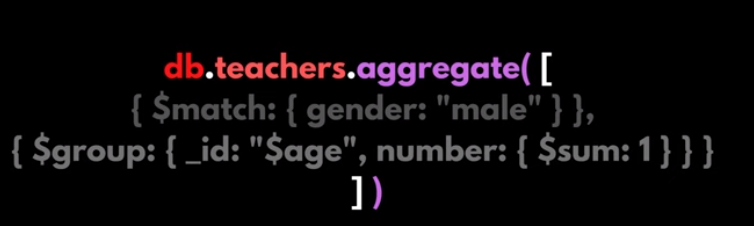 db.teachers.aggregate( [
{ $match: { gender: "male" } },
{ $group: { _id: "$age", number: { $sum: 1 } } }
] )